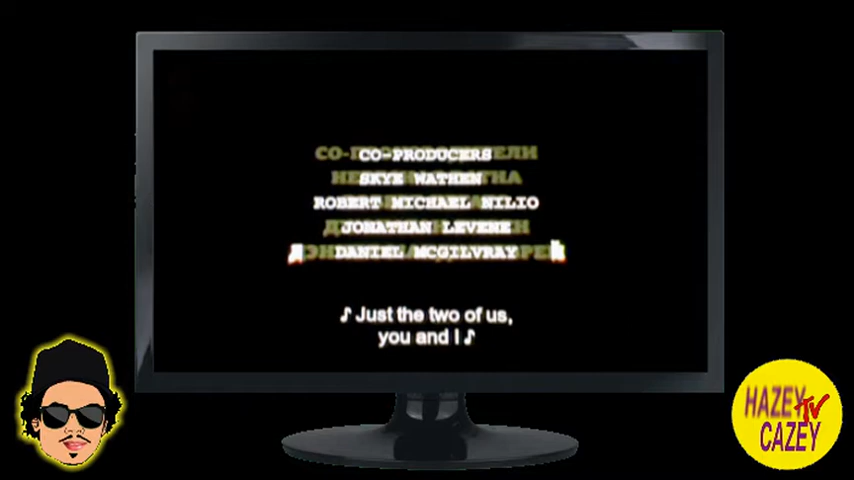 CO-PRODUCERS
SKYE WATHEN
ROBERT MICHAEL NILIO
JONATHAN LEVENE
DANIEL MCGILVRAY
♪ Just the two of us,
you and I ♪
HAZEY
TV
CAZEY